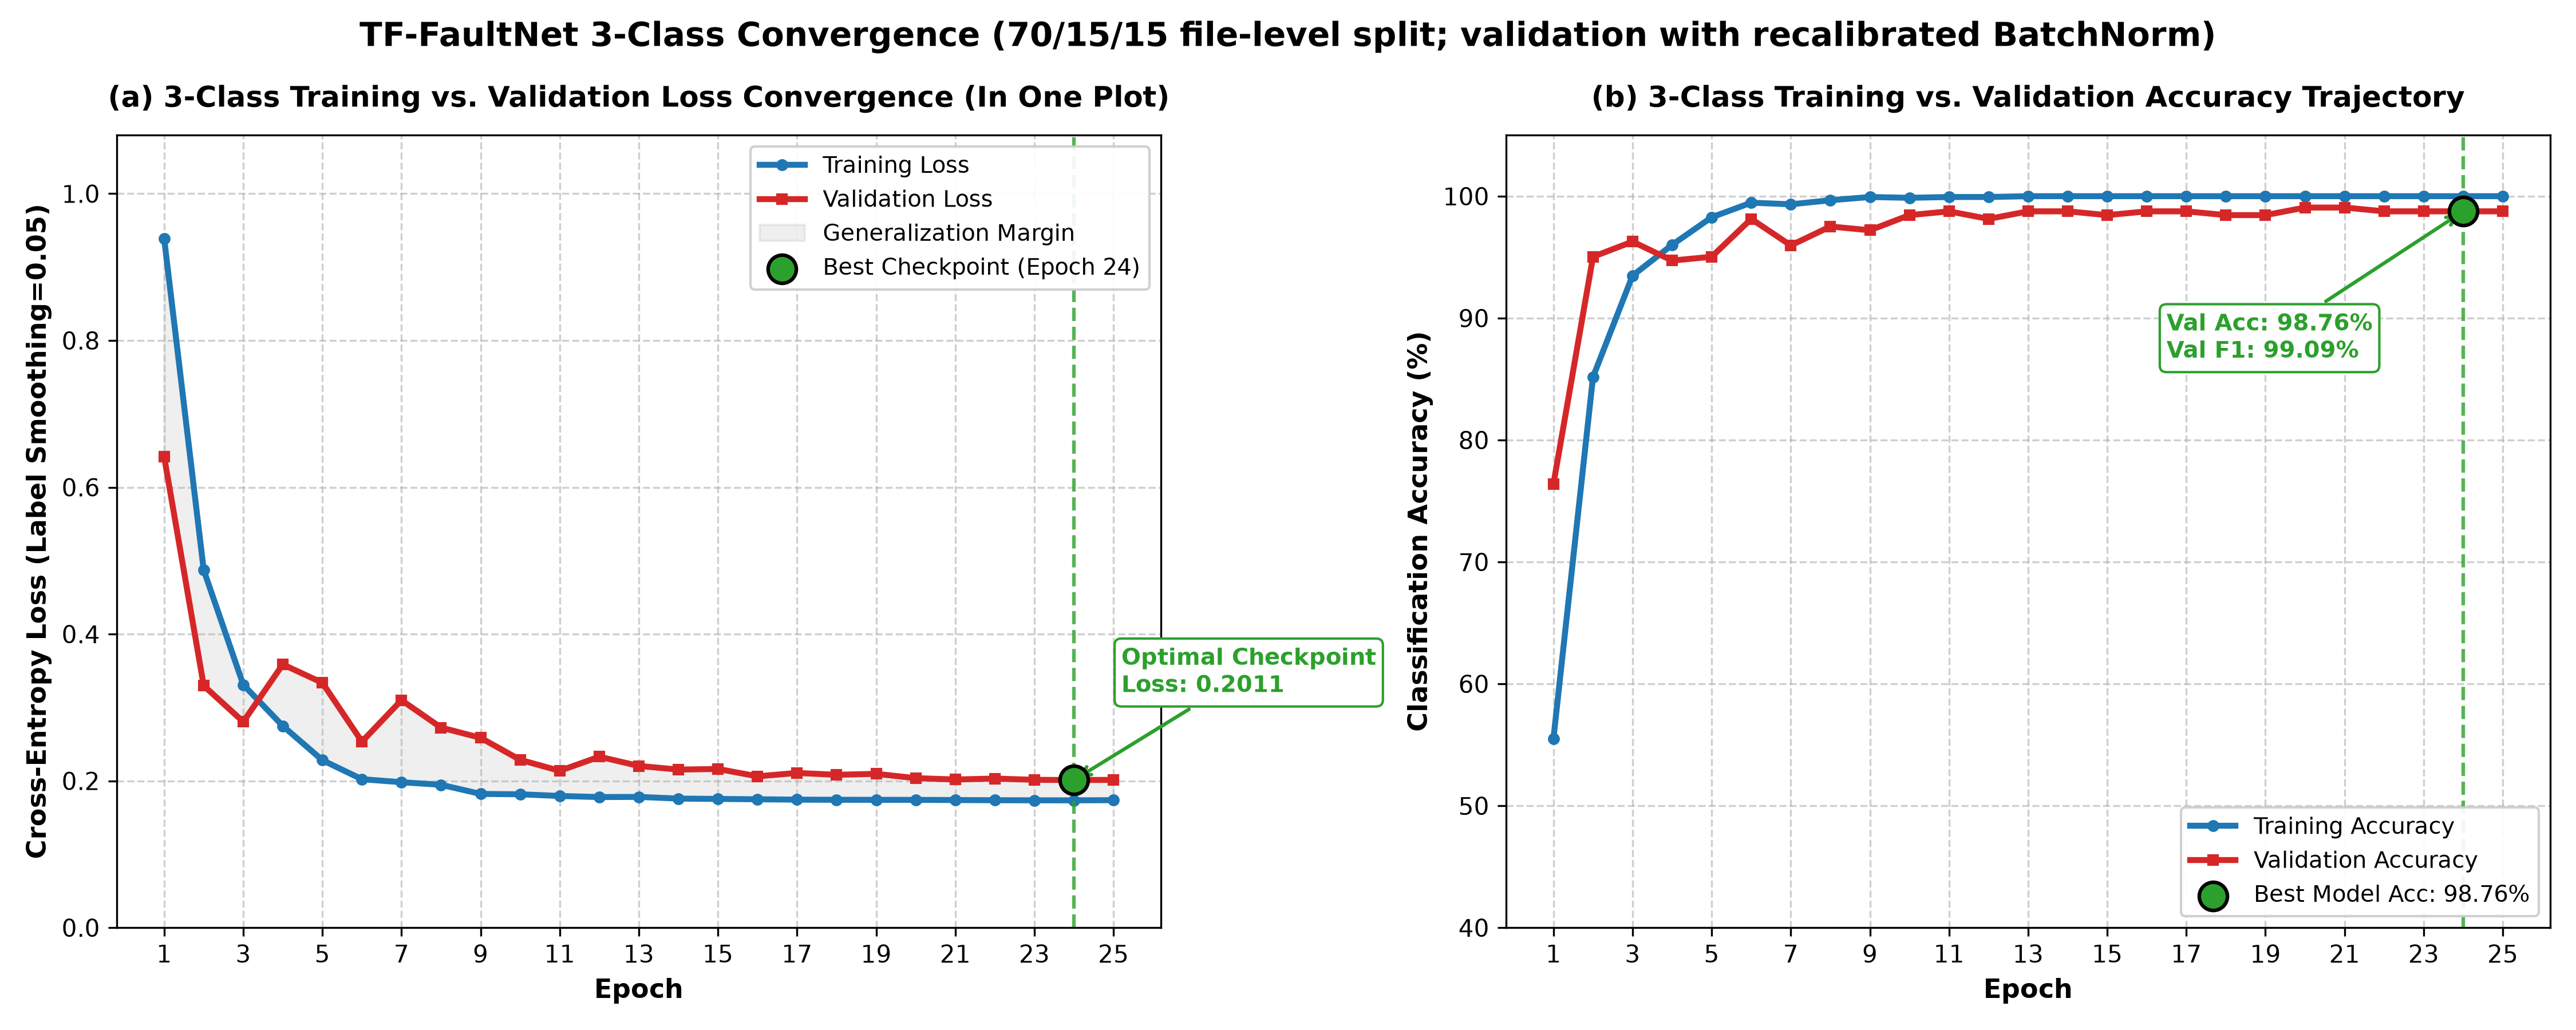 TF-FaultNet 3-Class Convergence (70/15/15 file-level split; validation with recalibrated BatchNorm)
(a) 3-Class Training vs. Validation Loss Convergence (In One Plot)
Cross-Entropy Loss (Label Smoothing=0.05)
1.0
0.8
0.6
0.4
0.2
0.0
Training Loss
Validation Loss
Generalization Margin
Best Checkpoint (Epoch 24)
Optimal Checkpoint
Loss: 0.2011
1 3 5 7 9 11 13 15 17 19 21 23 25
Epoch
(b) 3-Class Training vs. Validation Accuracy Trajectory
Classification Accuracy (%)
100
90
80
70
60
50
40
Val Acc: 98.76%
Val F1: 99.09%
Training Accuracy
Validation Accuracy
Best Model Acc: 98.76%
1 3 5 7 9 11 13 15 17 19 21 23 25
Epoch